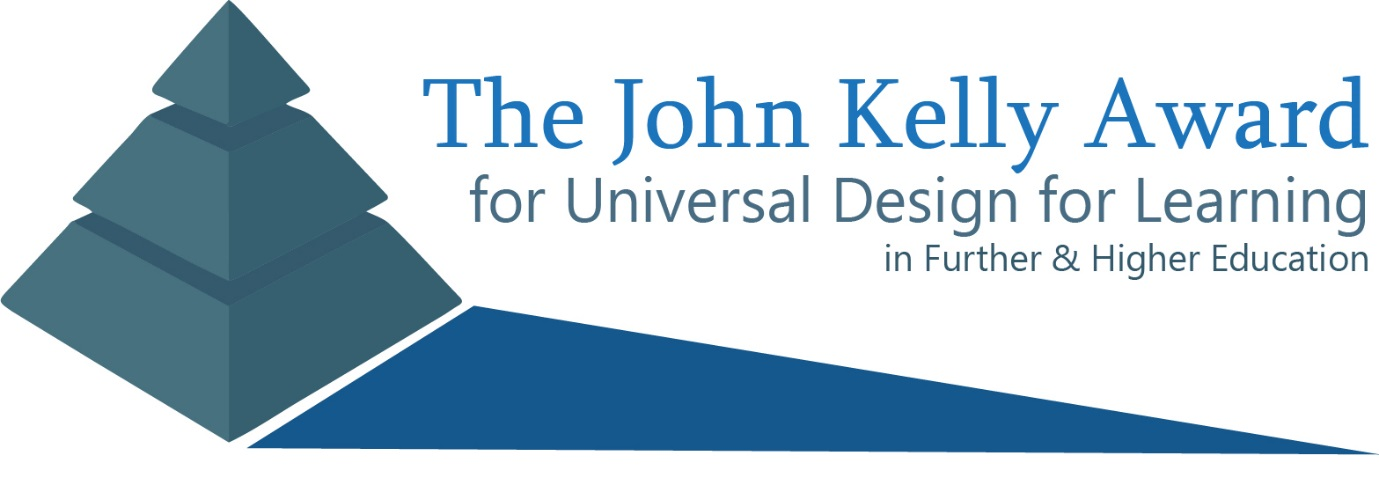 The John Kelly Award
for Universal Design for Learning
in Further & Higher Education